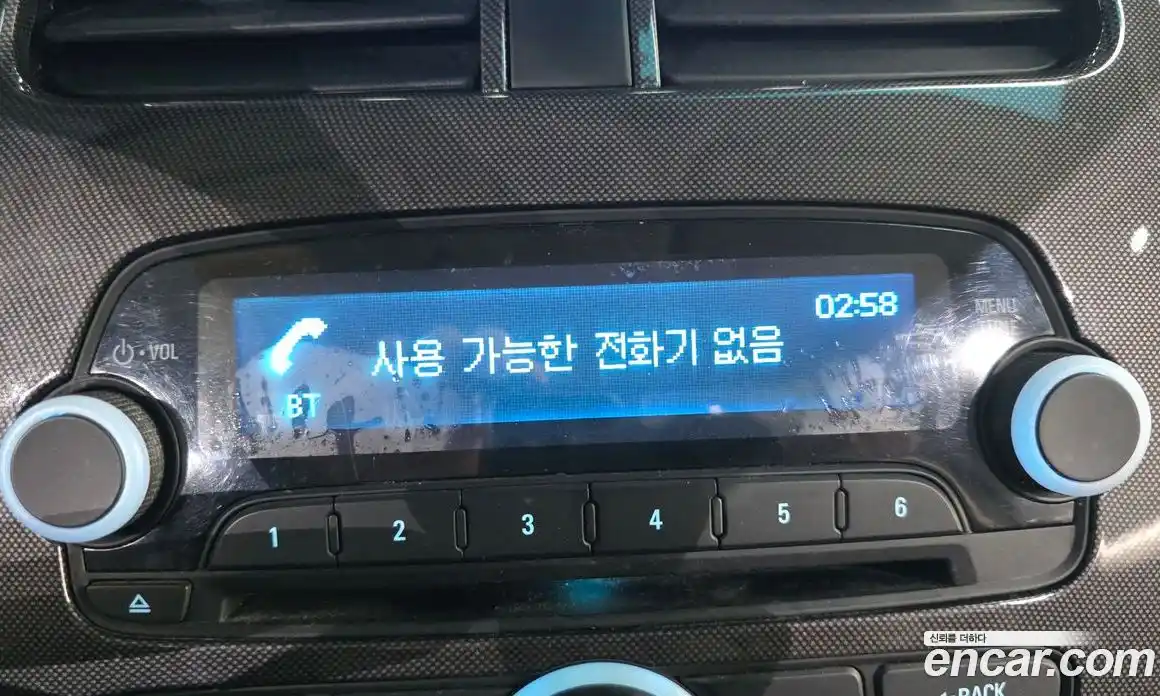 02:58
사용 가능한 전화기 없음
BT
VOL
MENU
1 2 3 4 5 6
신뢰를 더하다
encar.com
BACK